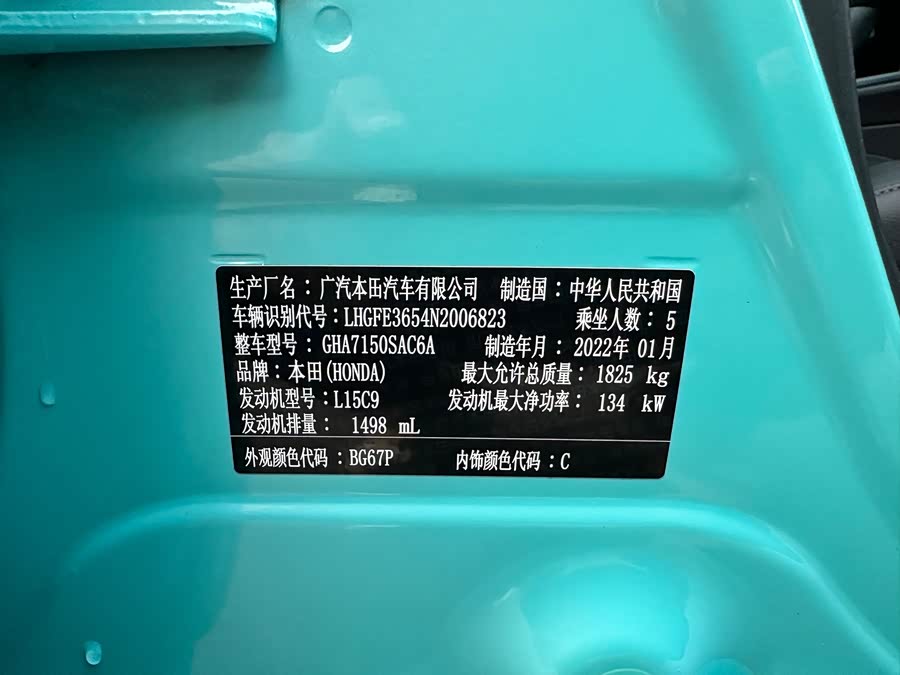 生产厂名：广汽本田汽车有限公司 制造国：中华人民共和国
车辆识别代号：LHGFE3654N2006823 乘坐人数：5
整车型号：GHA7150SAC6A 制造年月：2022年 01月
品牌：本田(HONDA) 最大允许总质量：1825 kg
发动机型号：L15C9 发动机最大净功率：134 kW
发动机排量：1498 mL
外观颜色代码：BG67P 内饰颜色代码：C